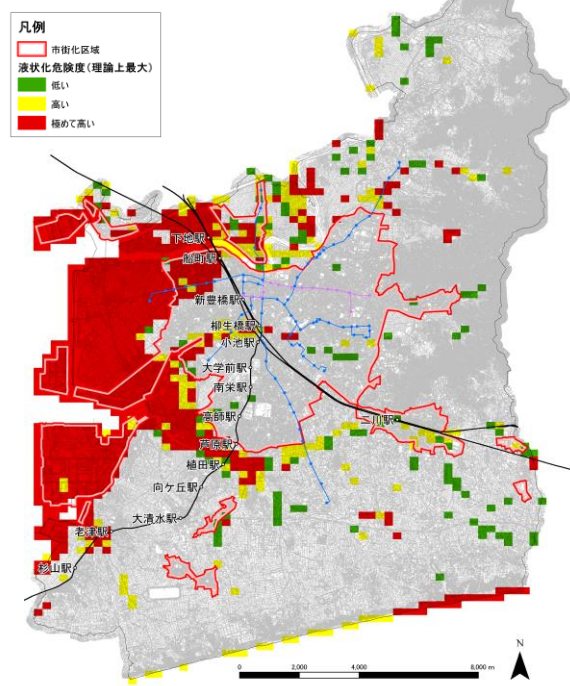 凡例
市街化区域
液状化危険度(理論上最大)
低い
高い
極めて高い
下地駅
船町駅
新豊橋駅
柳生橋駅
小池駅
大学前駅
南栄駅
高師駅
二川駅
芦原駅
植田駅
向ケ丘駅
大清水駅
老津駅
杉山駅
N
0 2,000 4,000 8,000 m